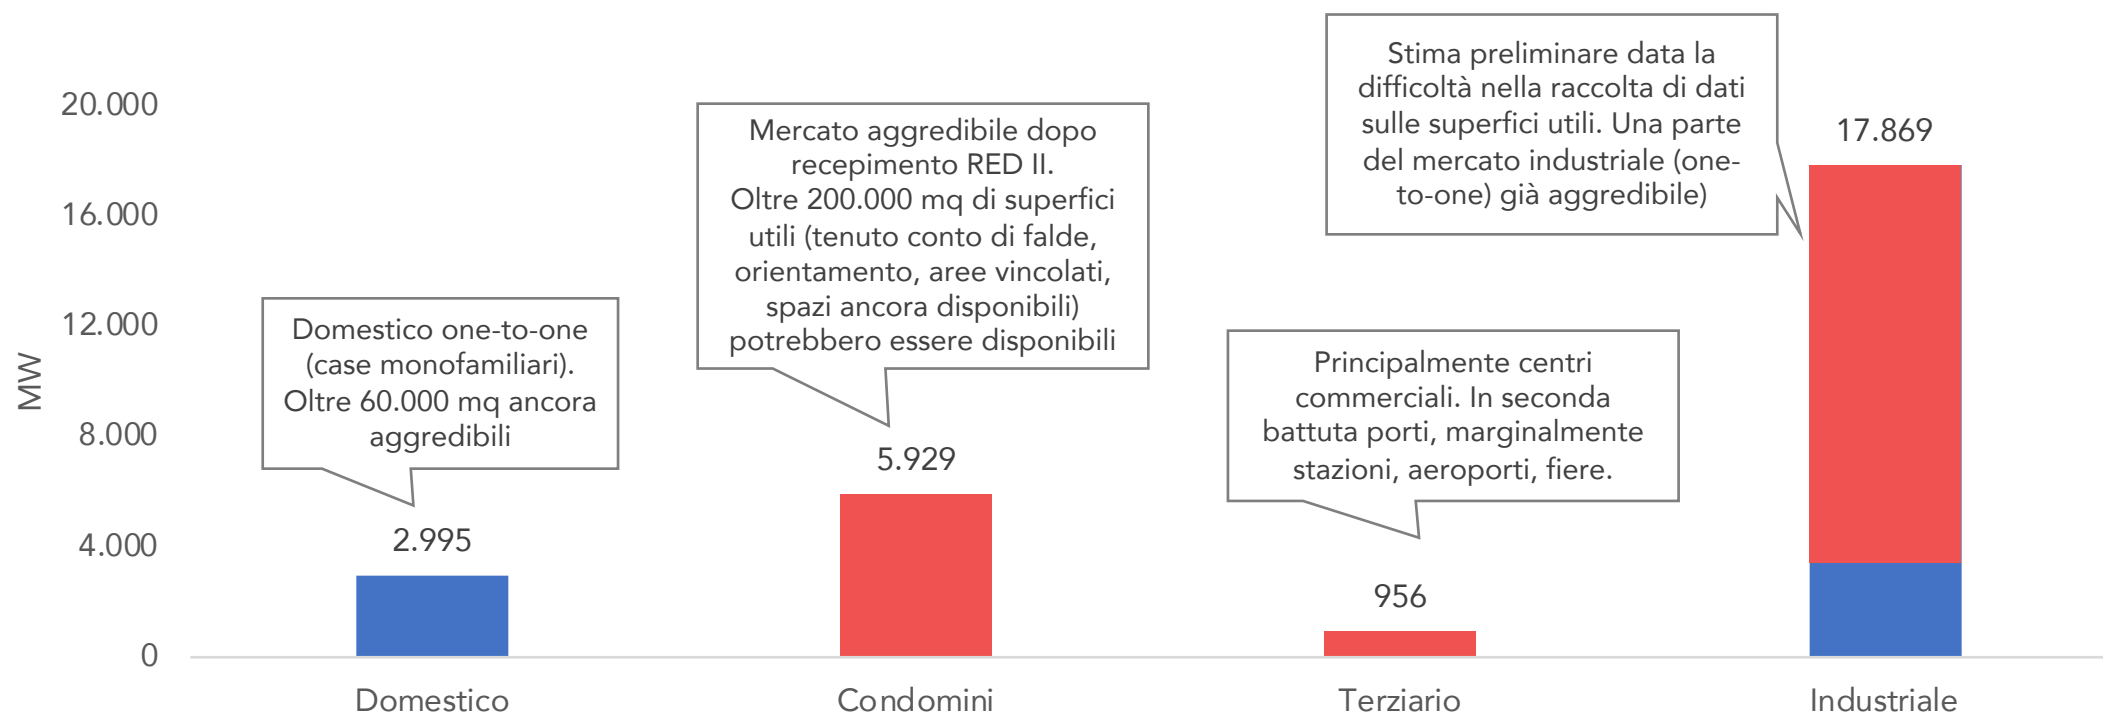 MW
20.000
16.000
12.000
8.000
4.000
0
Domestico one-to-one
(case monofamiliari).
Oltre 60.000 mq ancora
aggredibili
2.995
Mercato aggredibile dopo
recepimento RED II.
Oltre 200.000 mq di superfici
utili (tenuto conto di falde,
orientamento, aree vincolati,
spazi ancora disponibili)
potrebbero essere disponibili
5.929
Principalmente centri
commerciali. In seconda
battuta porti, marginalmente
stazioni, aeroporti, fiere.
956
Stima preliminare data la
difficoltà nella raccolta di dati
sulle superfici utili. Una parte
del mercato industriale (one-
to-one) già aggredibile)
17.869
Domestico
Condomini
Terziario
Industriale